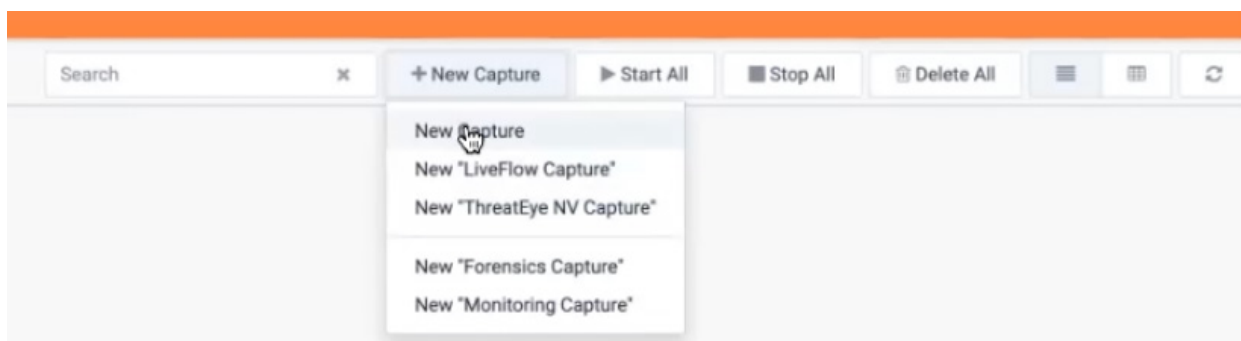 Search + New Capture Start All Stop All Delete All
New Capture
New "LiveFlow Capture"
New "ThreatEye NV Capture"
New "Forensics Capture"
New "Monitoring Capture"